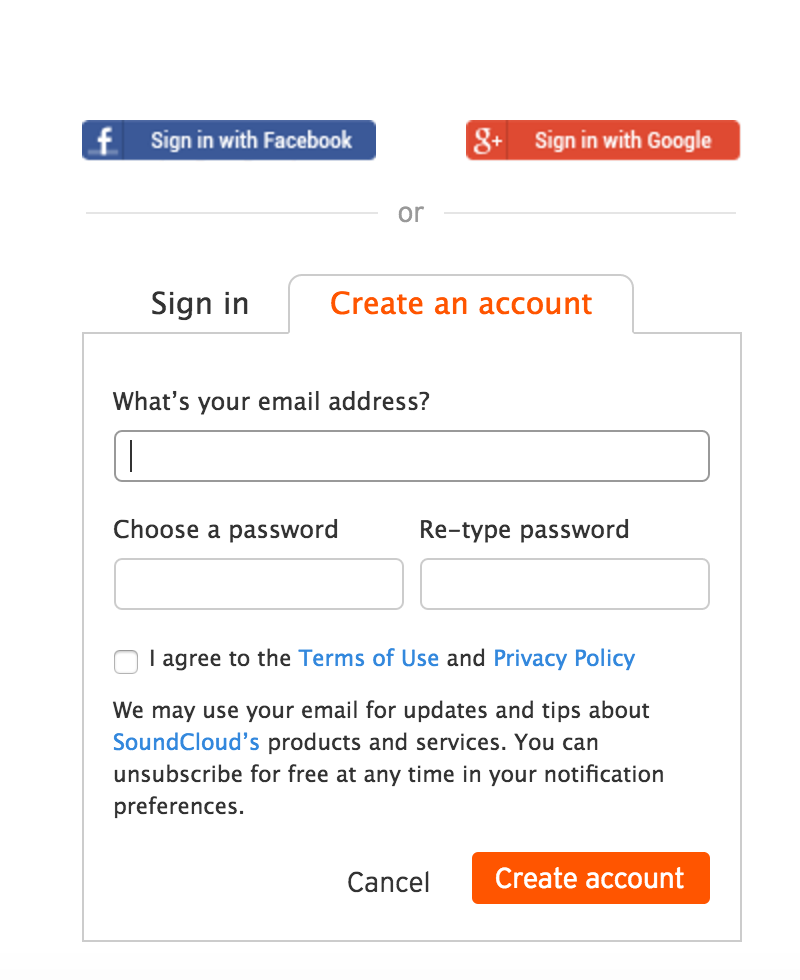 f Sign in with Facebook
g+ Sign in with Google
or
Sign in
Create an account
What’s your email address?
Choose a password
Re-type password
I agree to the Terms of Use and Privacy Policy
We may use your email for updates and tips about
SoundCloud’s products and services. You can
unsubscribe for free at any time in your notification
preferences.
Cancel
Create account